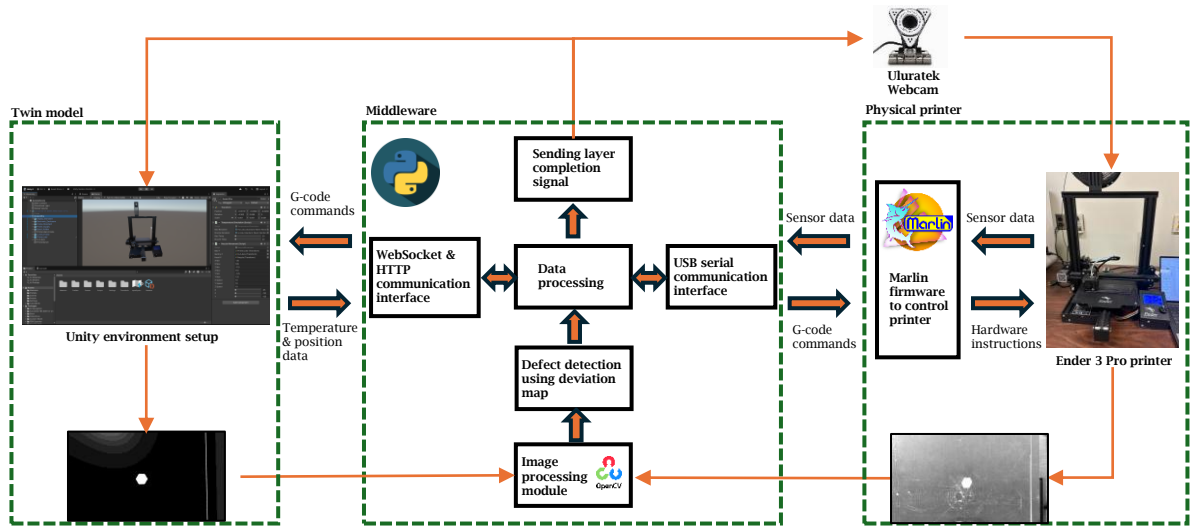 Uluratek
Webcam
Twin model
Middleware
Physical printer
Sending layer
completion
signal
G-code
commands
Sensor data
Marlin
Sensor data
WebSocket &
HTTP
communication
interface
Data
processing
USB serial
communication
interface
Marlin
firmware
to control
printer
Unity environment setup
Temperature
& position
data
G-code
commands
Hardware
instructions
Ender 3 Pro printer
Defect detection
using deviation
map
Image
processing
module
OpenCV